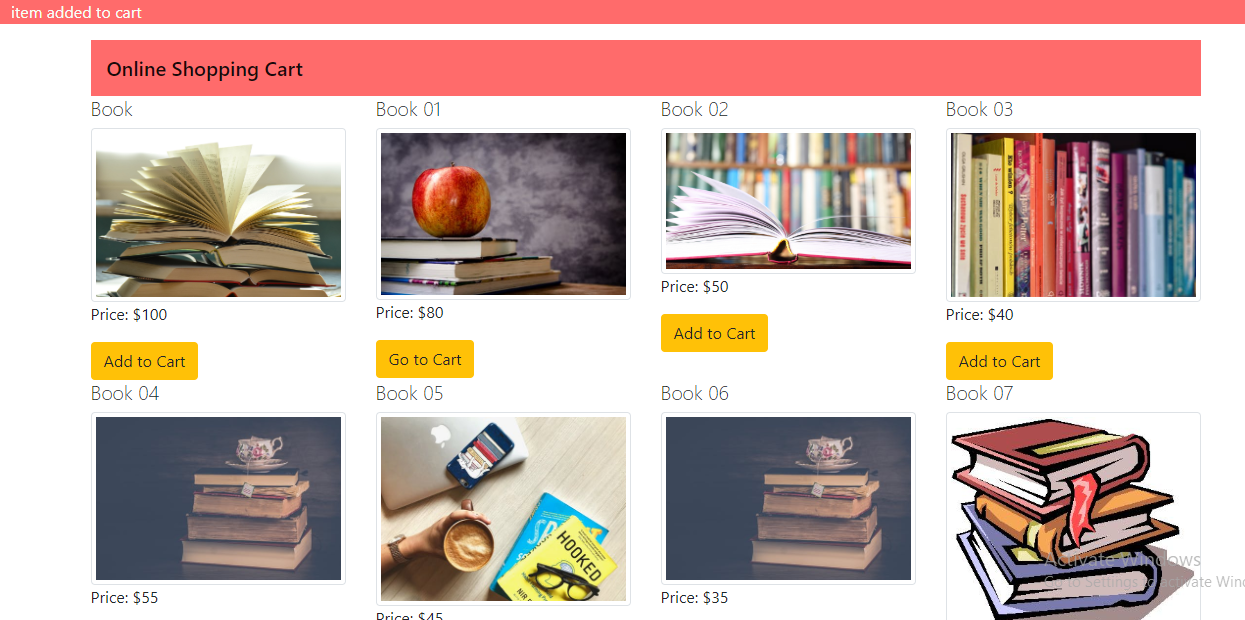 item added to cart
Online Shopping Cart
Book
Book 01
Book 02
Book 03
Price: $100
Price: $80
Price: $50
Price: $40
Add to Cart
Go to Cart
Add to Cart
Add to Cart
Book 04
Book 05
Book 06
Book 07
HOOKED
NIR
Activate Windows
Go to Settings to activate Wind
Price: $55
Price: $45
Price: $35